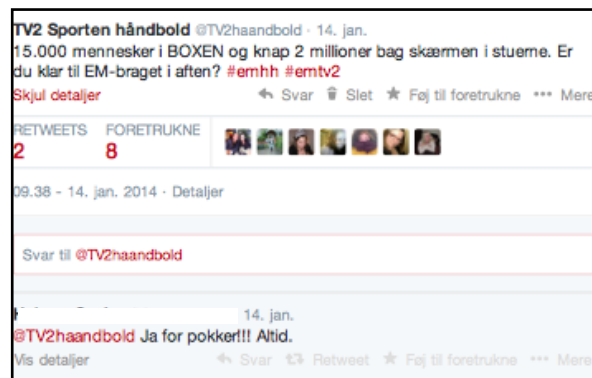 TV2 Sporten håndbold @TV2haandbold · 14. jan.
15.000 mennesker i BOXEN og knap 2 millioner bag skærmen i stuerne. Er
du klar til EM-braget i aften? #emhh #emtv2
Skjul detaljer Svar Slet Føj til foretrukne Mere
RETWEETS FORETRUKNE
2 8
09.38 - 14. jan. 2014 · Detaljer
Svar til @TV2haandbold
14. jan.
@TV2haandbold Ja for pokker!!! Altid.
Vis detaljer Svar Retweet Føj til foretrukne Mere